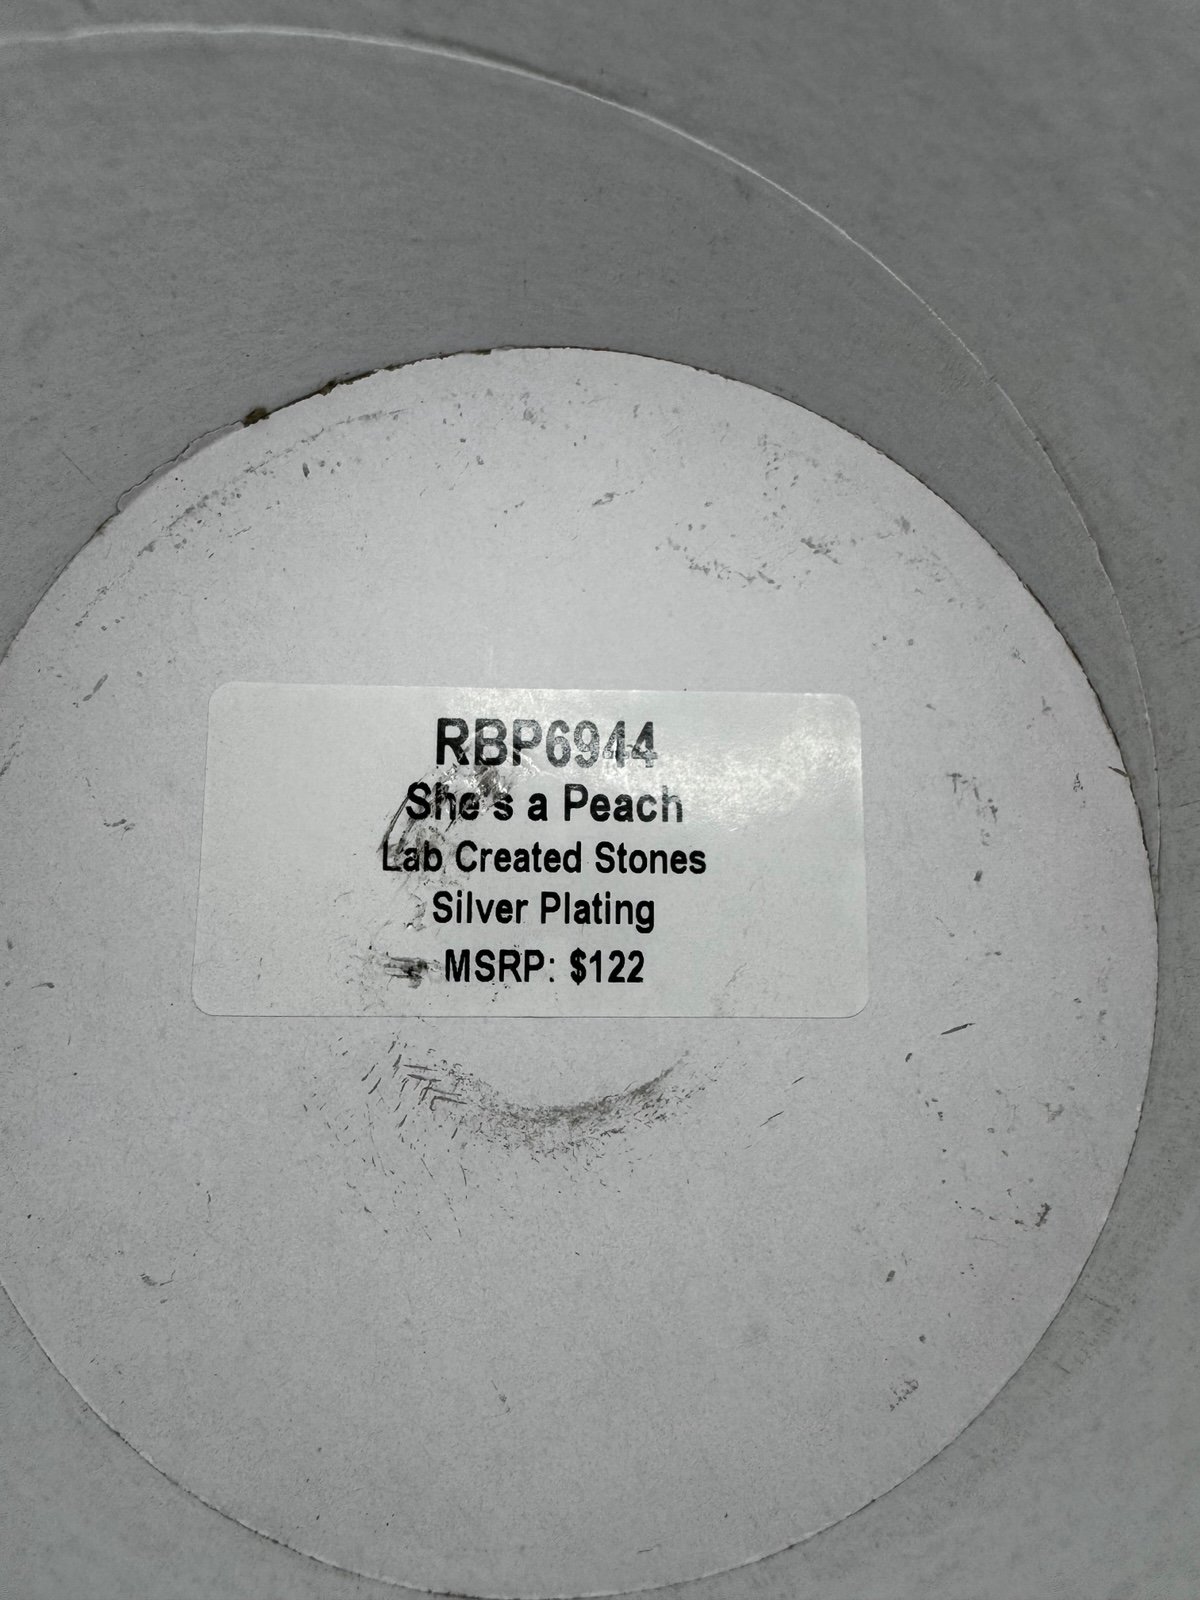 RBP6944
She's a Peach
Lab Created Stones
Silver Plating
MSRP: $122